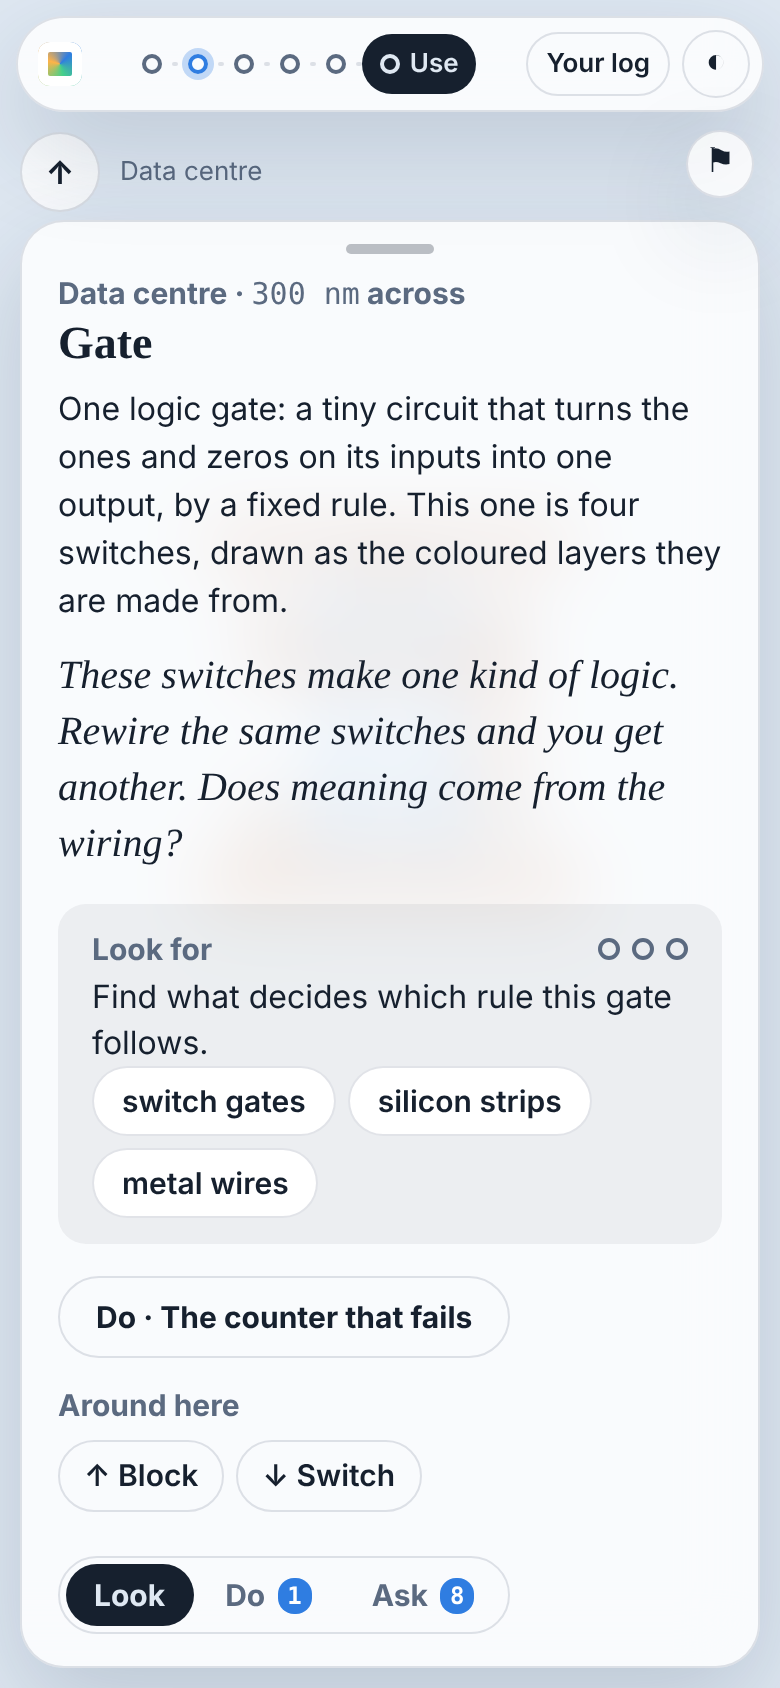 Use
Your log
Data centre
Data centre · 300 nm across
Gate
One logic gate: a tiny circuit that turns the
ones and zeros on its inputs into one
output, by a fixed rule. This one is four
switches, drawn as the coloured layers they
are made from.
These switches make one kind of logic.
Rewire the same switches and you get
another. Does meaning come from the
wiring?
Look for
Find what decides which rule this gate
follows.
switch gates
silicon strips
metal wires
Do · The counter that fails
Around here
↑ Block
↓ Switch
Look
Do 1
Ask 8